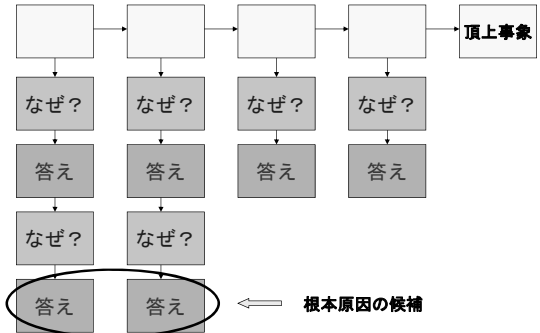 頂上事象
なぜ？ なぜ？ なぜ？ なぜ？
答え 答え 答え 答え
なぜ？ なぜ？
答え 答え 根本原因の候補